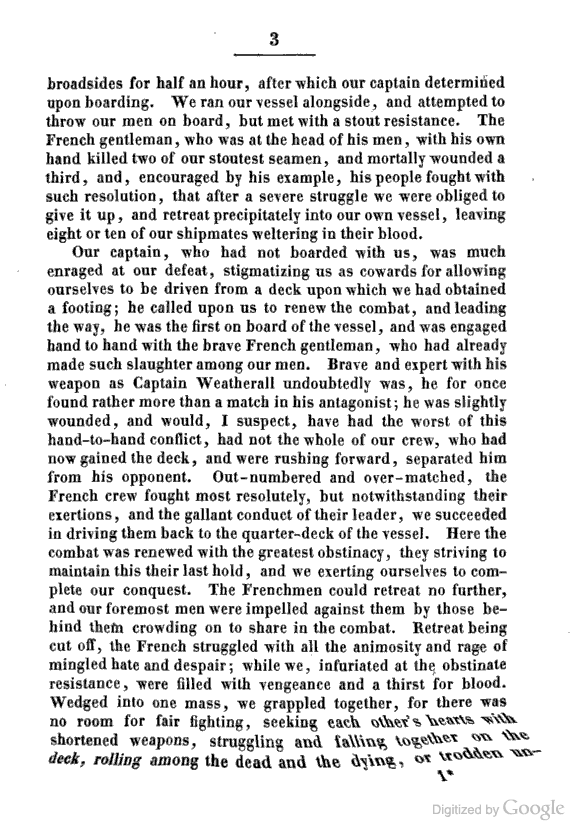 3
broadsides for half an hour, after which our captain determined
upon boarding. We ran our vessel alongside, and attempted to
throw our men on board, but met with a stout resistance. The
French gentleman, who was at the head of his men, with his own
hand killed two of our stoutest seamen, and mortally wounded a
third, and, encouraged by his example, his people fought with
such resolution, that after a severe struggle we were obliged to
give it up, and retreat precipitately into our own vessel, leaving
eight or ten of our shipmates weltering in their blood.
Our captain, who had not boarded with us, was much
enraged at our defeat, stigmatizing us as cowards for allowing
ourselves to be driven from a deck upon which we had obtained
a footing; he called upon us to renew the combat, and leading
the way, he was the first on board of the vessel, and was engaged
hand to hand with the brave French gentleman, who had already
made such slaughter among our men. Brave and expert with his
weapon as Captain Weatherall undoubtedly was, he for once
found rather more than a match in his antagonist; he was slightly
wounded, and would, I suspect, have had the worst of this
hand-to-hand conflict, had not the whole of our crew, who had
now gained the deck, and were rushing forward, separated him
from his opponent. Out-numbered and over-matched, the
French crew fought most resolutely, but notwithstanding their
exertions, and the gallant conduct of their leader, we succeeded
in driving them back to the quarter-deck of the vessel. Here the
combat was renewed with the greatest obstinacy, they striving to
maintain this their last hold, and we exerting ourselves to com-
plete our conquest. The Frenchmen could retreat no further,
and our foremost men were impelled against them by those be-
hind them crowding on to share in the combat. Retreat being
cut off, the French struggled with all the animosity and rage of
mingled hate and despair; while we, infuriated at the obstinate
resistance, were filled with vengeance and a thirst for blood.
Wedged into one mass, we grappled together, for there was
no room for fair fighting, seeking each other's hearts with
shortened weapons, struggling and falling together on the
deck, rolling among the dead and the dying, or trodden un-
1*
Digitized by Google